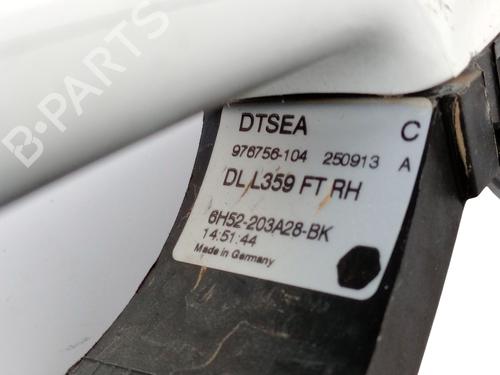 DTSEA C
976756-104 250913 A
DL L359 FT RH
6H52-203A28-BK
14:51:44
Made in Germany
B-PARTS